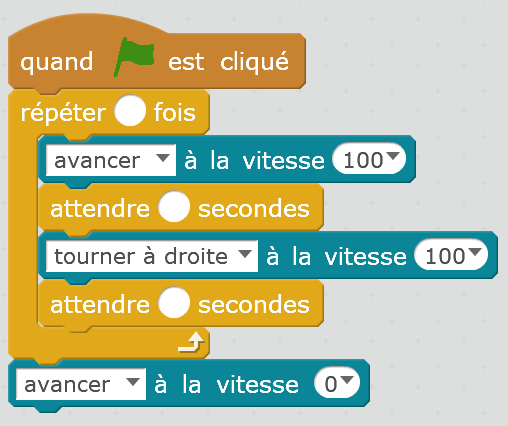 quand est cliqué
répéter fois
avancer à la vitesse 100
attendre secondes
tourner à droite à la vitesse 100
attendre secondes
avancer à la vitesse 0